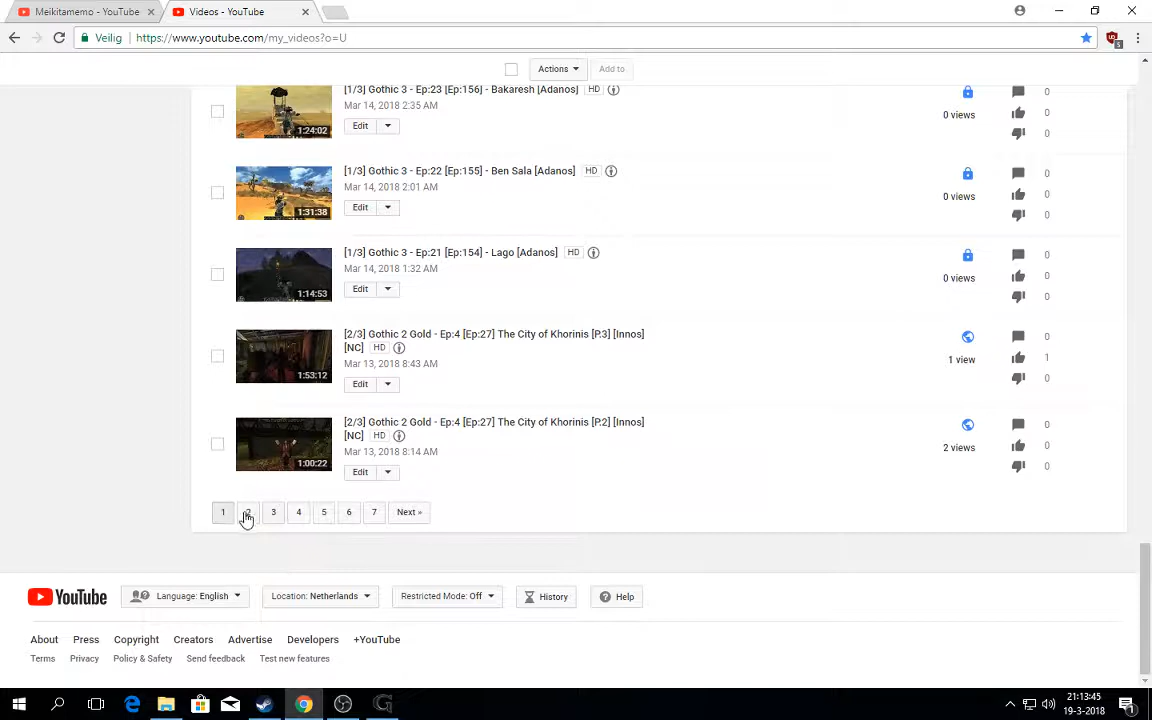 Meikitamemo - YouTube
Videos - YouTube
Veilig
https://www.youtube.com/my_videos?o=U
5
Actions
Add to
[1/3] Gothic 3 - Ep:23 [Ep:156] - Bakaresh [Adanos] HD
Mar 14, 2018 2:35 AM
Edit
1:24:02
0 views
0
0
0
[1/3] Gothic 3 - Ep:22 [Ep:155] - Ben Sala [Adanos] HD
Mar 14, 2018 2:01 AM
Edit
1:31:38
0 views
0
0
0
[1/3] Gothic 3 - Ep:21 [Ep:154] - Lago [Adanos] HD
Mar 14, 2018 1:32 AM
Edit
1:14:53
0 views
0
0
0
[2/3] Gothic 2 Gold - Ep:4 [Ep:27] The City of Khorinis [P.3] [Innos]
[NC] HD
Mar 13, 2018 8:43 AM
Edit
1:53:12
1 view
0
1
0
[2/3] Gothic 2 Gold - Ep:4 [Ep:27] The City of Khorinis [P.2] [Innos]
[NC] HD
Mar 13, 2018 8:14 AM
Edit
1:00:22
2 views
0
0
0
1 2 3 4 5 6 7 Next »
YouTube Language: English Location: Netherlands Restricted Mode: Off History Help
About Press Copyright Creators Advertise Developers +YouTube
Terms Privacy Policy & Safety Send feedback Test new features
21:13:45
19-3-2018
1